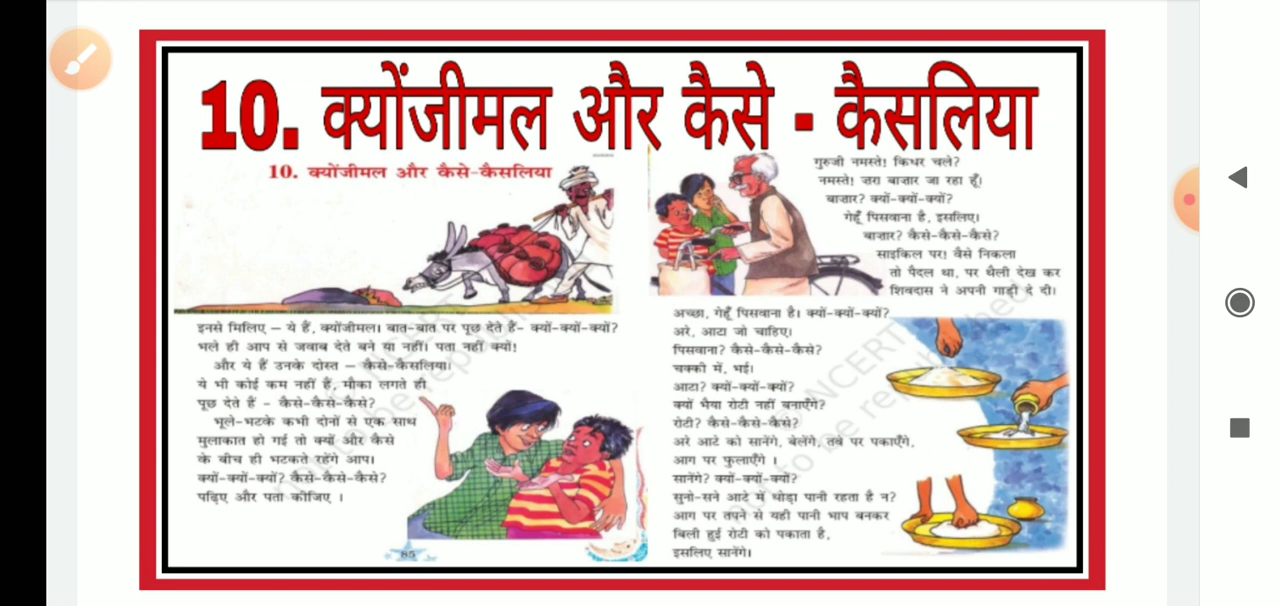 10. क्योंजीमल और कैसे - कैसलिया
10. क्योंजीमल और कैसे-कैसलिया
इनसे मिलिए – ये हैं, क्योंजीमल। बात-बात पर पूछ देते हैं- क्यों-क्यों-क्यों?
भले ही आप से जवाब देते बने या नहीं। पता नहीं क्यों!
और ये हैं उनके दोस्त – कैसे-कैसलिया।
ये भी कोई कम नहीं हैं, मौका लगते ही
पूछ देते हैं - कैसे-कैसे-कैसे?
भूले-भटके कभी दोनों से एक साथ
मुलाकात हो गई तो क्यों और कैसे
के बीच ही भटकते रहेंगे आप।
क्यों-क्यों-क्यों? कैसे-कैसे-कैसे?
पढ़िए और पता कीजिए ।
85
गुरुजी नमस्ते! किधर चले?
नमस्ते! ज़रा बाज़ार जा रहा हूँ।
बाज़ार? क्यों-क्यों-क्यों?
गेहूँ पिसवाना है, इसलिए।
बाज़ार? कैसे-कैसे-कैसे?
साइकिल पर! वैसे निकला
तो पैदल था, पर थैली देख कर
शिवदास ने अपनी गाड़ी दे दी।
अच्छा, गेहूँ पिसवाना है। क्यों-क्यों-क्यों?
अरे, आटा जो चाहिए।
पिसवाना? कैसे-कैसे-कैसे?
चक्की में, भई।
आटा? क्यों-क्यों-क्यों?
क्यों भैया रोटी नहीं बनाएँगे?
रोटी? कैसे-कैसे-कैसे?
अरे आटे को सानेंगे, बेलेंगे, तवे पर पकाएँगे,
आग पर फुलाएँगे ।
सानेंगे? क्यों-क्यों-क्यों?
सुनो-सने आटे में थोड़ा पानी रहता है न?
आग पर तपने से यही पानी भाप बनकर
बिली हुई रोटी को पकाता है,
इसलिए सानेंगे।